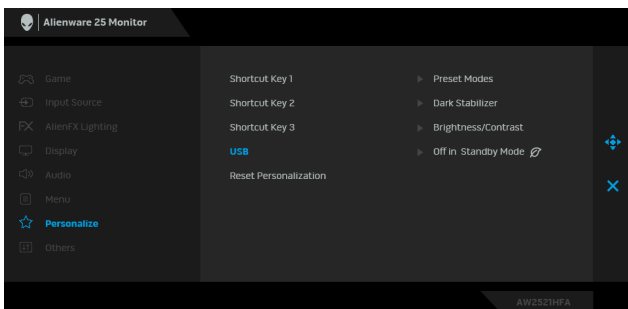 Alienware 25 Monitor
Game
Input Source
FX AlienFX Lighting
Display
Audio
Menu
Personalize
Others
Shortcut Key 1 Preset Modes
Shortcut Key 2 Dark Stabilizer
Shortcut Key 3 Brightness/Contrast
USB Off in Standby Mode
Reset Personalization
AW2521HFA